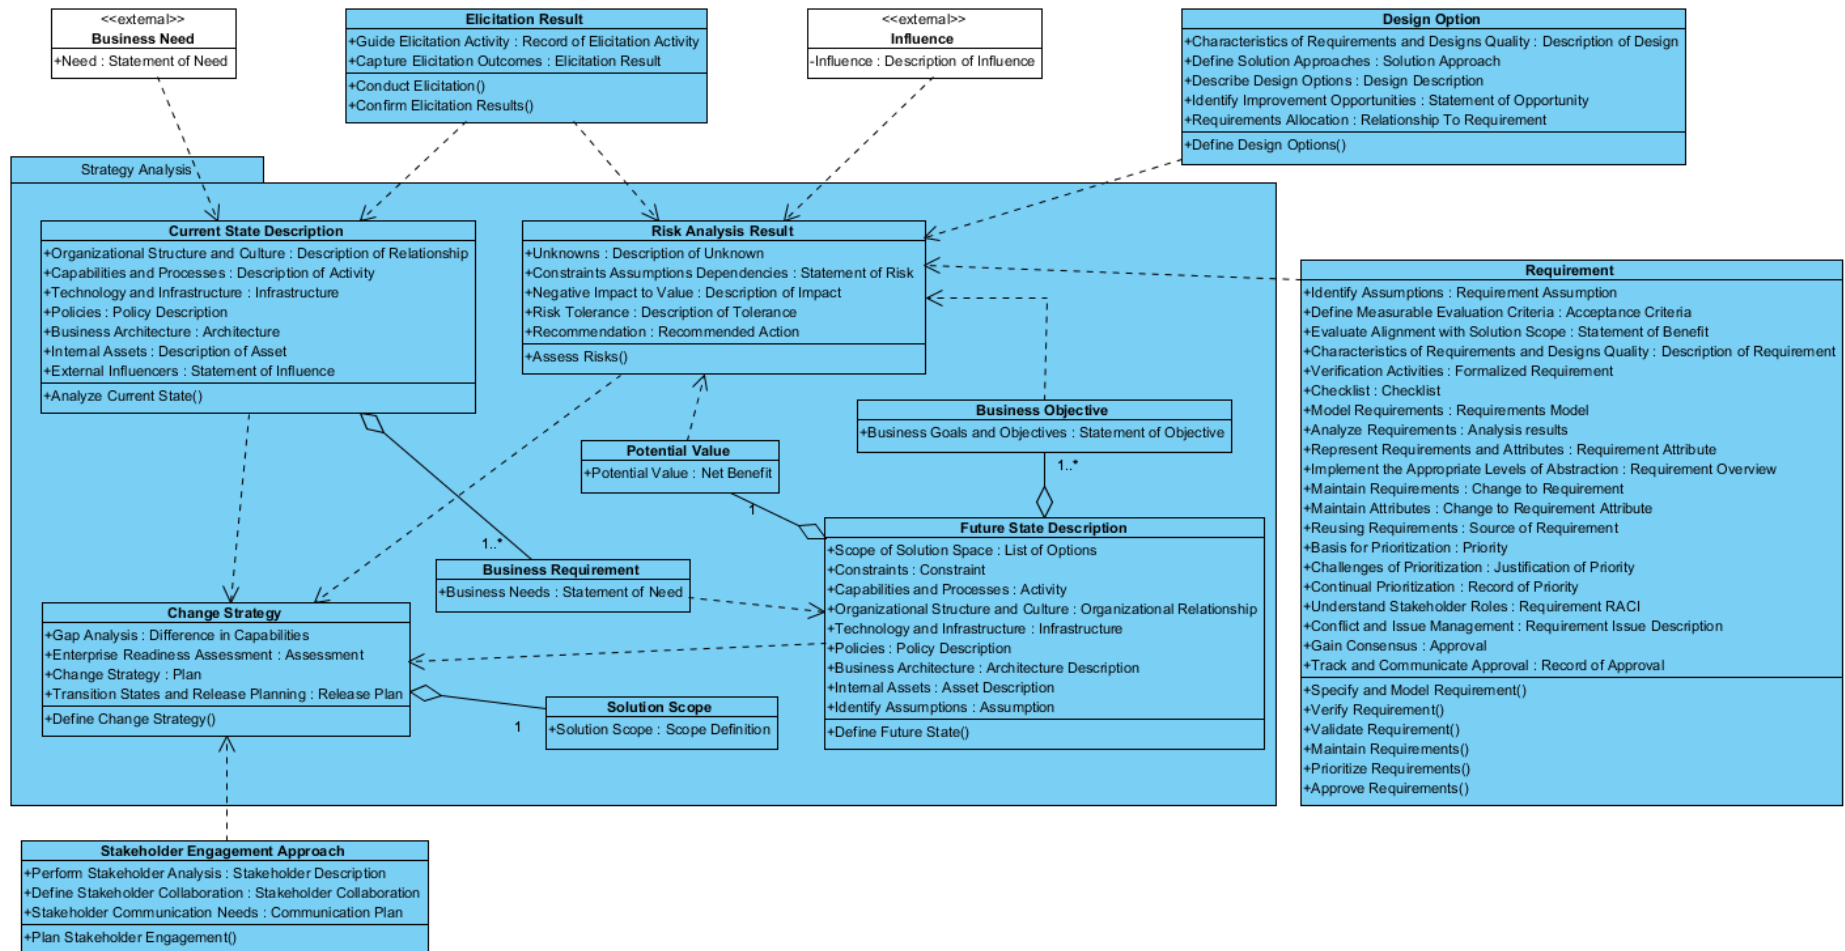 <<external>>
Business Need
+Need : Statement of Need
Elicitation Result
+Guide Elicitation Activity : Record of Elicitation Activity
+Capture Elicitation Outcomes : Elicitation Result
+Conduct Elicitation()
+Confirm Elicitation Results()
<<external>>
Influence
-Influence : Description of Influence
Design Option
+Characteristics of Requirements and Designs Quality : Description of Design
+Define Solution Approaches : Solution Approach
+Describe Design Options : Design Description
+Identify Improvement Opportunities : Statement of Opportunity
+Requirements Allocation : Relationship To Requirement
+Define Design Options()
Strategy Analysis
Current State Description
+Organizational Structure and Culture : Description of Relationship
+Capabilities and Processes : Description of Activity
+Technology and Infrastructure : Infrastructure
+Policies : Policy Description
+Business Architecture : Architecture
+Internal Assets : Description of Asset
+External Influencers : Statement of Influence
+Analyze Current State()
Risk Analysis Result
+Unknowns : Description of Unknown
+Constraints Assumptions Dependencies : Statement of Risk
+Negative Impact to Value : Description of Impact
+Risk Tolerance : Description of Tolerance
+Recommendation : Recommended Action
+Assess Risks()
Requirement
+Identify Assumptions : Requirement Assumption
+Define Measurable Evaluation Criteria : Acceptance Criteria
+Evaluate Alignment with Solution Scope : Statement of Benefit
+Characteristics of Requirements and Designs Quality : Description of Requirement
+Verification Activities : Formalized Requirement
+Checklist : Checklist
+Model Requirements : Requirements Model
+Analyze Requirements : Analysis results
+Represent Requirements and Attributes : Requirement Attribute
+Implement the Appropriate Levels of Abstraction : Requirement Overview
+Maintain Requirements : Change to Requirement
+Maintain Attributes : Change to Requirement Attribute
+Reusing Requirements : Source of Requirement
+Basis for Prioritization : Priority
+Challenges of Prioritization : Justification of Priority
+Continual Prioritization : Record of Priority
+Understand Stakeholder Roles : Requirement RACI
+Conflict and Issue Management : Requirement Issue Description
+Gain Consensus : Approval
+Track and Communicate Approval : Record of Approval
+Specify and Model Requirement()
+Verify Requirement()
+Validate Requirement()
+Maintain Requirements()
+Prioritize Requirements()
+Approve Requirements()
Business Objective
+Business Goals and Objectives : Statement of Objective
1..*
Potential Value
+Potential Value : Net Benefit
1
Future State Description
+Scope of Solution Space : List of Options
+Constraints : Constraint
+Capabilities and Processes : Activity
+Organizational Structure and Culture : Organizational Relationship
+Technology and Infrastructure : Infrastructure
+Policies : Policy Description
+Business Architecture : Architecture Description
+Internal Assets : Asset Description
+Identify Assumptions : Assumption
+Define Future State()
1..*
Business Requirement
+Business Needs : Statement of Need
Change Strategy
+Gap Analysis : Difference in Capabilities
+Enterprise Readiness Assessment : Assessment
+Change Strategy : Plan
+Transition States and Release Planning : Release Plan
+Define Change Strategy()
1
Solution Scope
+Solution Scope : Scope Definition
Stakeholder Engagement Approach
+Perform Stakeholder Analysis : Stakeholder Description
+Define Stakeholder Collaboration : Stakeholder Collaboration
+Stakeholder Communication Needs : Communication Plan
+Plan Stakeholder Engagement()